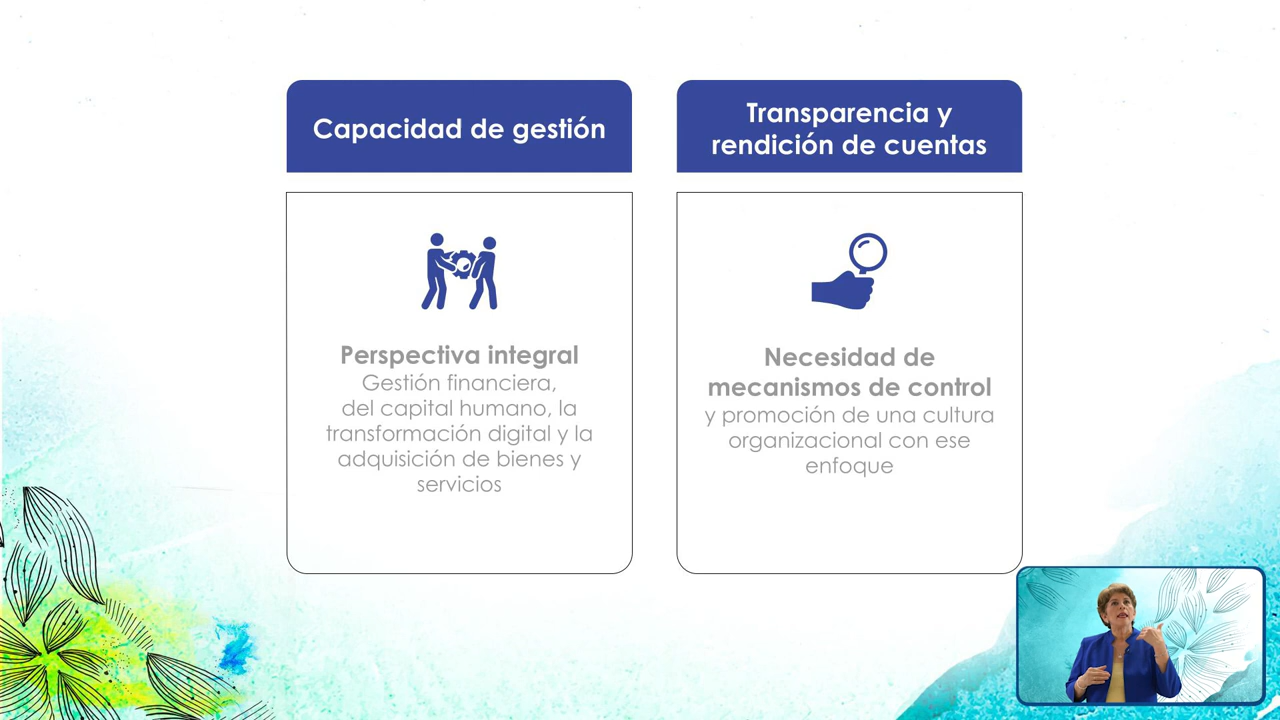 Capacidad de gestión
Perspectiva integral
Gestión financiera,
del capital humano, la
transformación digital y la
adquisición de bienes y
servicios
Transparencia y
rendición de cuentas
Necesidad de
mecanismos de control
y promoción de una cultura
organizacional con ese
enfoque